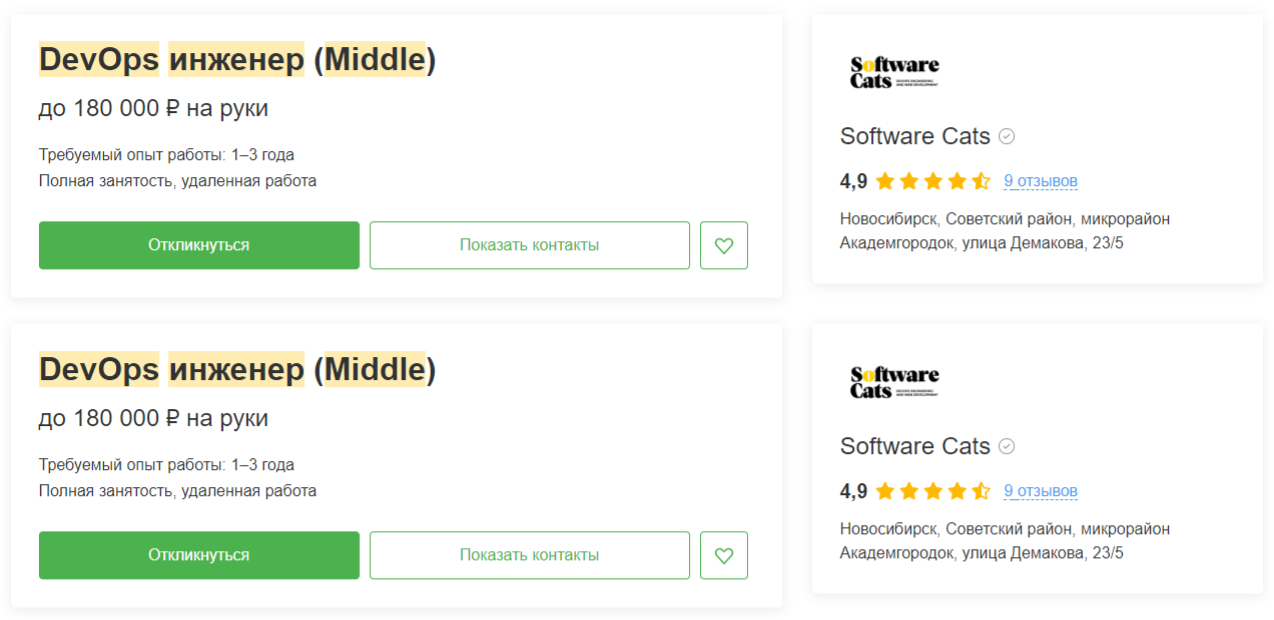 DevOps инженер (Middle)
до 180 000 ₽ на руки
Требуемый опыт работы: 1–3 года
Полная занятость, удаленная работа
Откликнуться
Показать контакты
Software
Cats
Software Cats
4,9
9 отзывов
Новосибирск, Советский район, микрорайон
Академгородок, улица Демакова, 23/5
DevOps инженер (Middle)
до 180 000 ₽ на руки
Требуемый опыт работы: 1–3 года
Полная занятость, удаленная работа
Откликнуться
Показать контакты
Software
Cats
Software Cats
4,9
9 отзывов
Новосибирск, Советский район, микрорайон
Академгородок, улица Демакова, 23/5